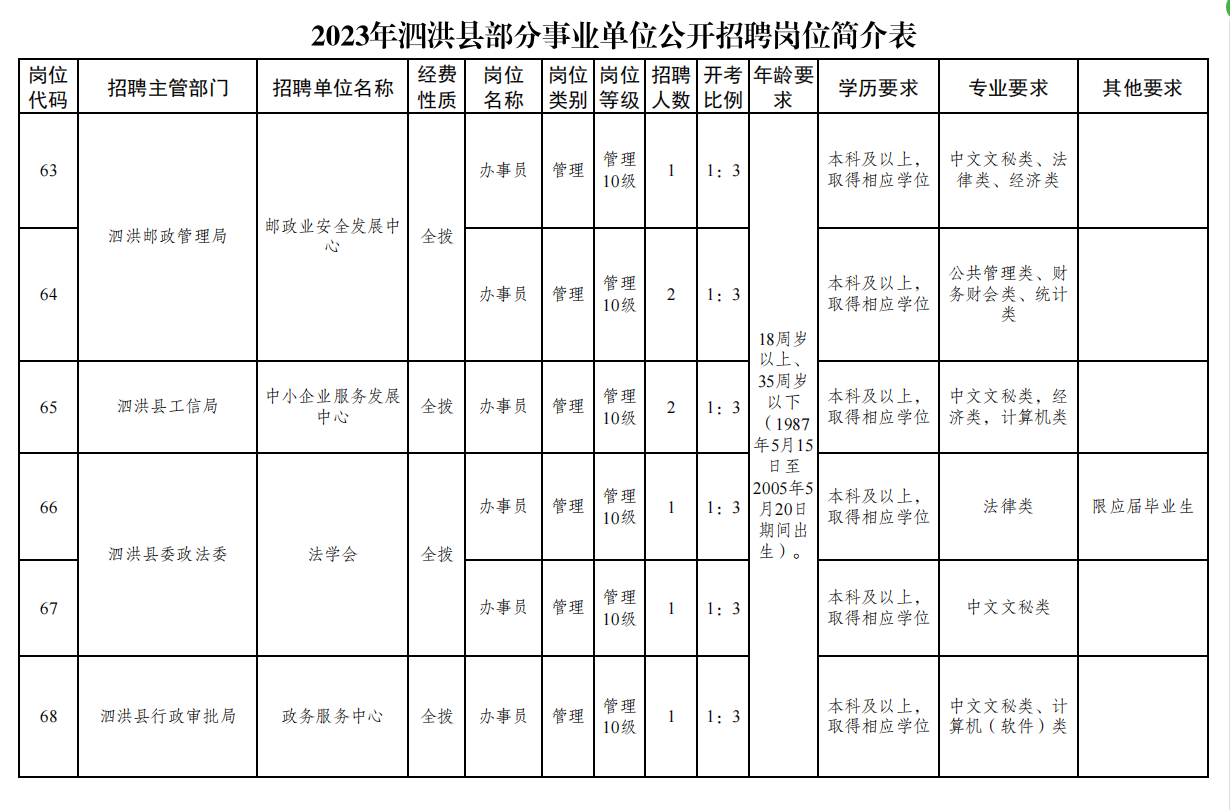 2023年泗洪县部分事业单位公开招聘岗位简介表
岗位
代码
招聘主管部门
招聘单位名称
经费
性质
岗位
名称
岗位
类别
岗位
等级
招聘
人数
开考
比例
年龄要
求
学历要求
专业要求
其他要求
63
泗洪邮政管理局
邮政业安全发展中
心
全拨
办事员
管理
管理
10级
1
1：3
18周岁
以上、
35周岁
以下
（1987
年5月15
日至
2005年5
月20日
期间出
生）。
本科及以上，
取得相应学位
中文文秘类、法
律类、经济类
64
办事员
管理
管理
10级
2
1：3
本科及以上，
取得相应学位
公共管理类、财
务财会类、统计
类
65
泗洪县工信局
中小企业服务发展
中心
全拨
办事员
管理
管理
10级
2
1：3
本科及以上，
取得相应学位
中文文秘类，经
济类，计算机类
66
泗洪县委政法委
法学会
全拨
办事员
管理
管理
10级
1
1：3
本科及以上，
取得相应学位
法律类
限应届毕业生
67
办事员
管理
管理
10级
1
1：3
本科及以上，
取得相应学位
中文文秘类
68
泗洪县行政审批局
政务服务中心
全拨
办事员
管理
管理
10级
1
1：3
本科及以上，
取得相应学位
中文文秘类、计
算机（软件）类